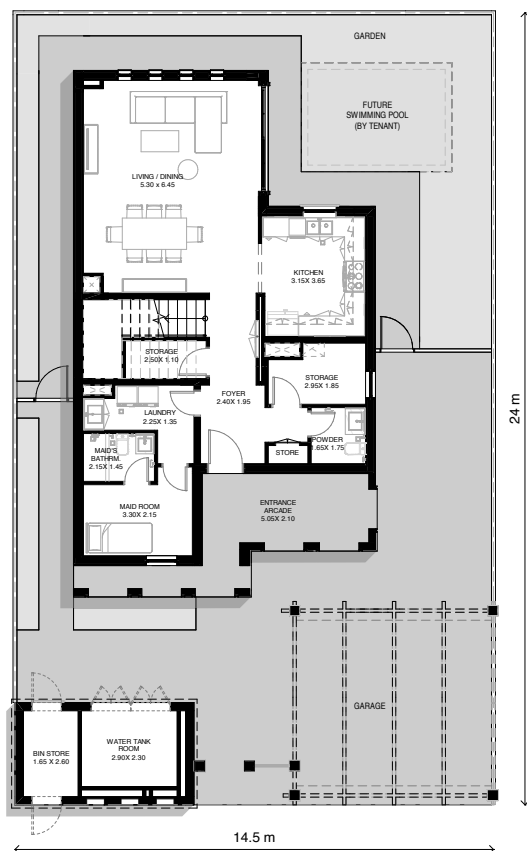 GARDEN
FUTURE
SWIMMING POOL
(BY TENANT)
LIVING / DINING
5.30 x 6.45
KITCHEN
3.15X 3.65
STORAGE
2.50X 1.10
STORAGE
2.95X 1.85
FOYER
2.40X 1.95
LAUNDRY
2.25X 1.35
POWDER
1.65X 1.75
STORE
MAID'S
BATHRM.
2.15X 1.45
MAID ROOM
3.30X 2.15
ENTRANCE
ARCADE
5.05X 2.10
24 m
GARAGE
BIN STORE
1.65 X 2.60
WATER TANK
ROOM
2.90X 2.30
14.5 m